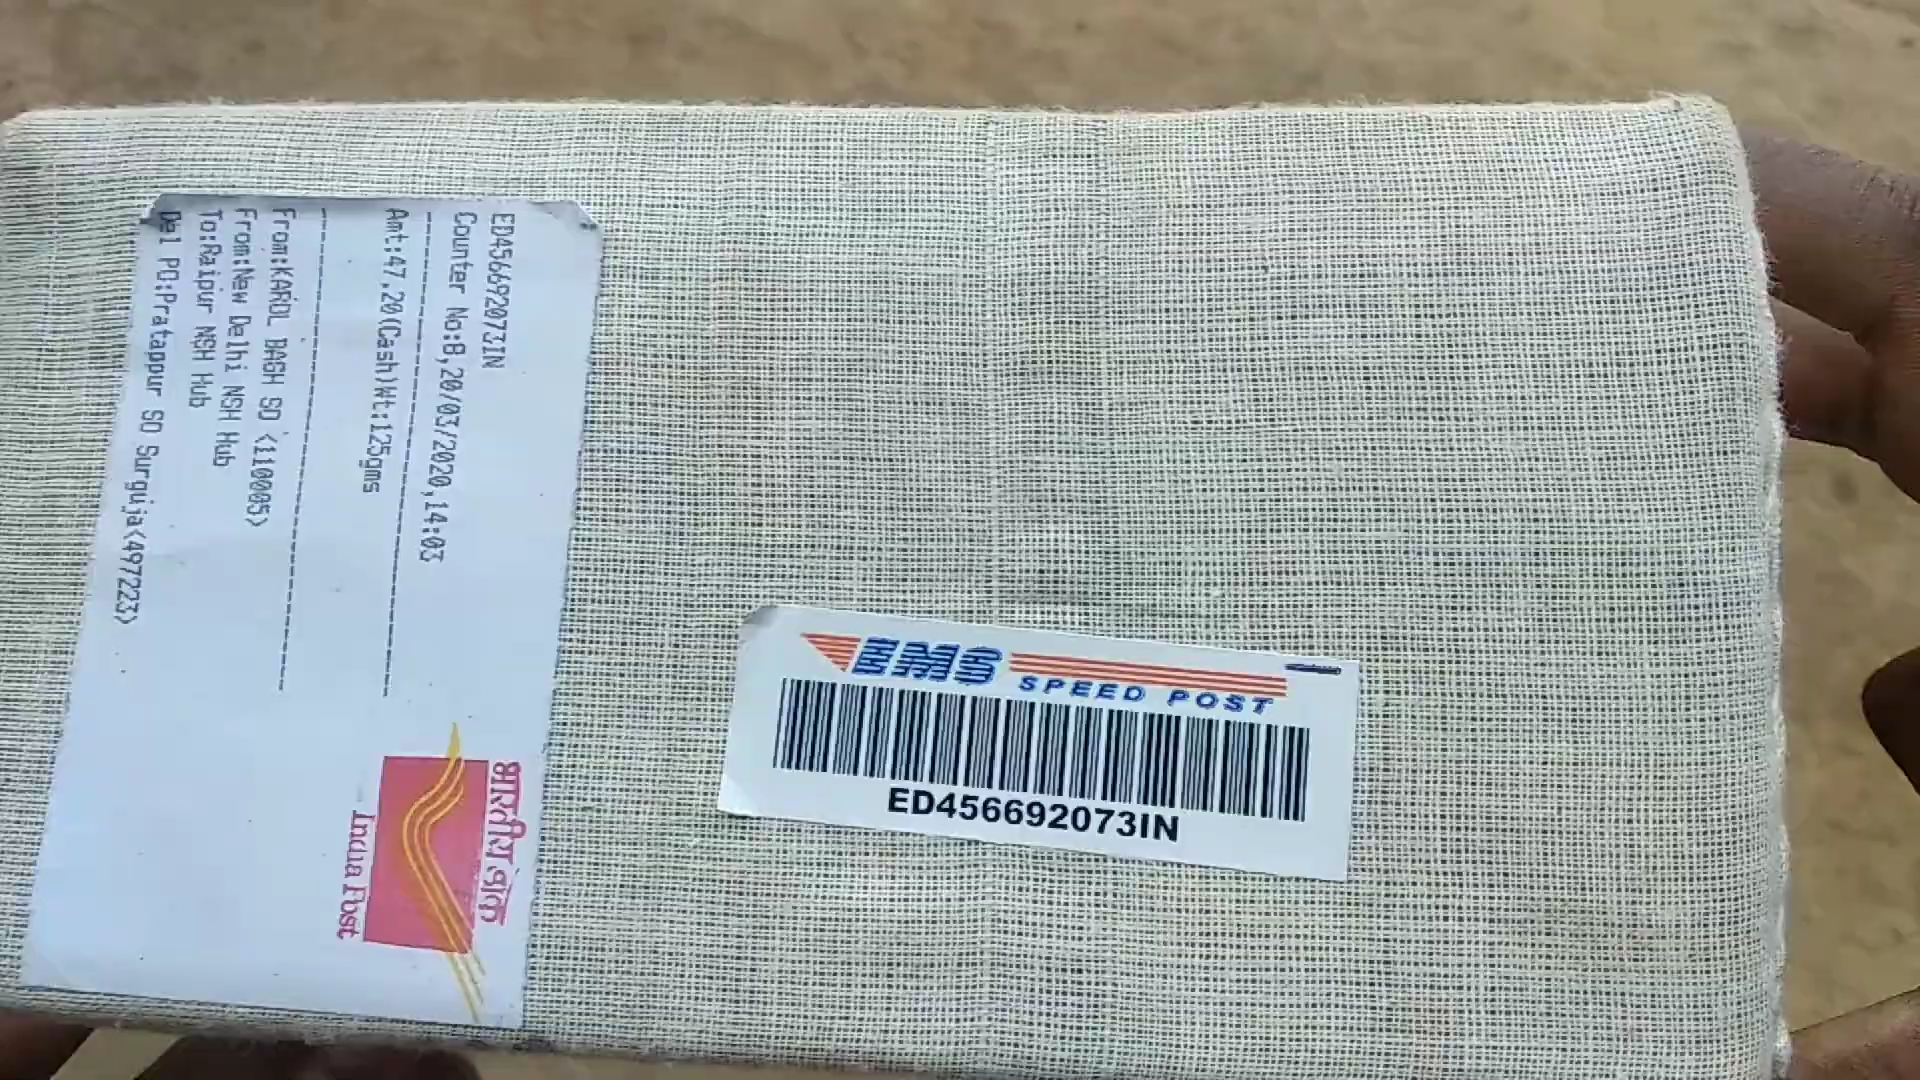 ED456692073IN
Counter No:8,20/03/2020,14:03
--------------------------------
Amt:47.20(Cash)Wt:125gms
--------------------------------
From:KAROL BAGH SO <110005>
From:New Delhi NSH Hub
To:Raipur NSH Hub
Del PO:Pratappur SO Surguja<497223>
भारतीय डाक
India Post
EMS
SPEED POST
ED456692073IN